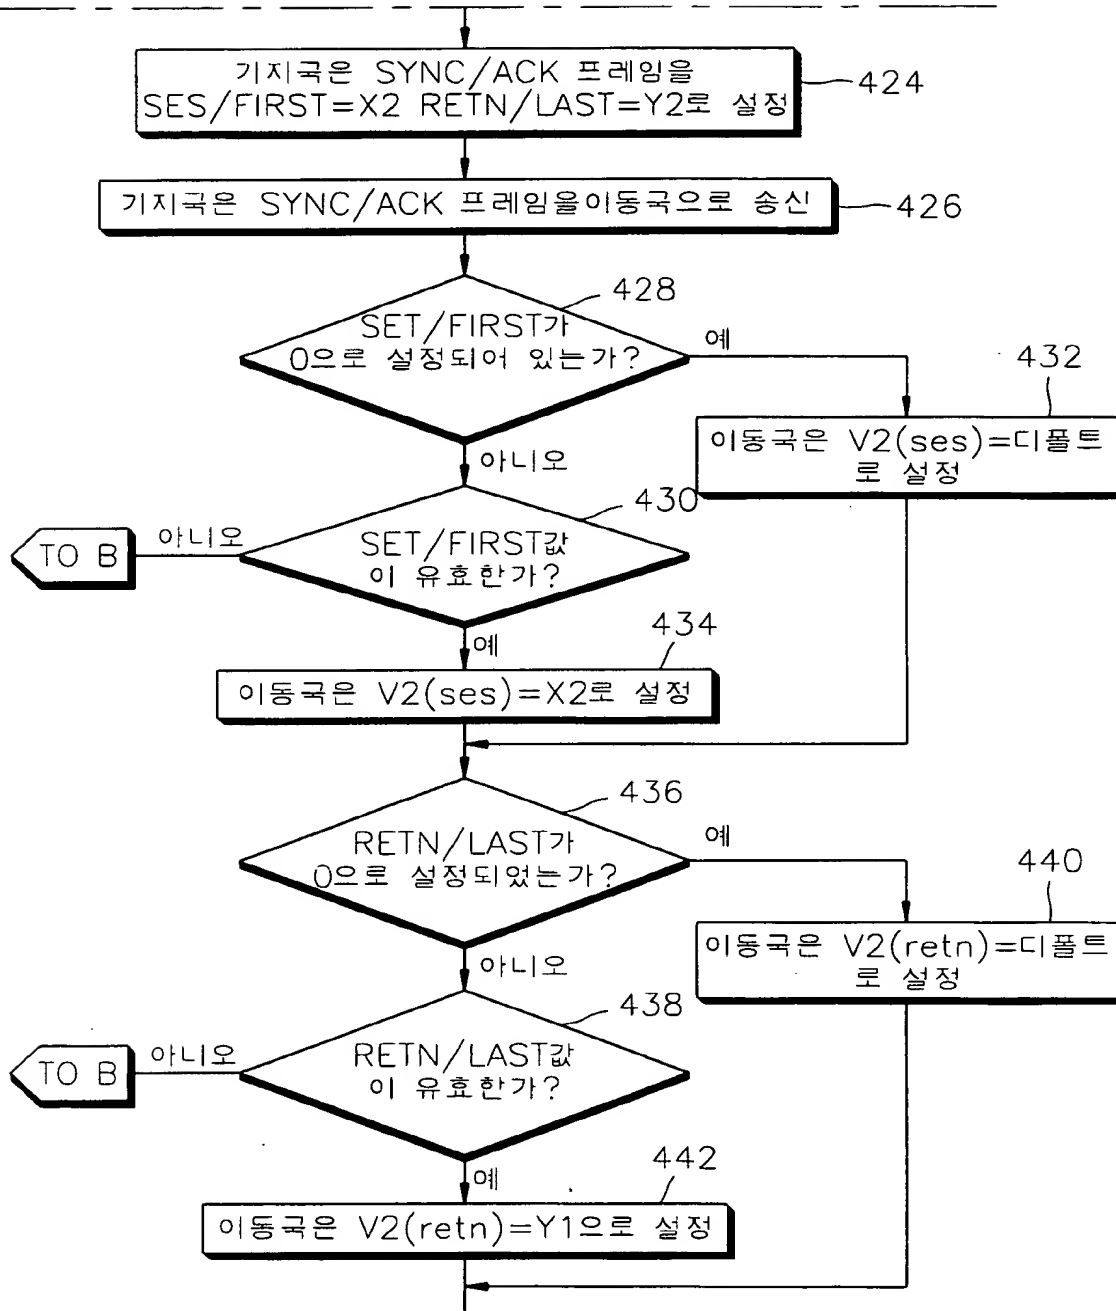 기지국은 SYNC/ACK 프레임을
SES/FIRST=X2 RETN/LAST=Y2로 설정
424
기지국은 SYNC/ACK 프레임을이동국으로 송신
426
428
SET/FIRST가
0으로 설정되어 있는가?
예
432
이동국은 V2(ses)=디폴트
로 설정
아니오
430
SET/FIRST값
이 유효한가?
아니오
TO B
예
434
이동국은 V2(ses)=X2로 설정
436
RETN/LAST가
0으로 설정되었는가?
예
440
이동국은 V2(retn)=디폴트
로 설정
아니오
438
RETN/LAST값
이 유효한가?
아니오
TO B
예
442
이동국은 V2(retn)=Y1으로 설정